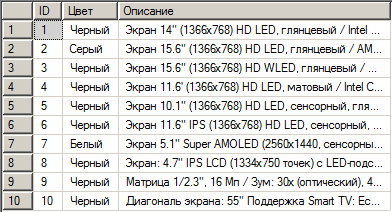 ID Цвет Описание
1 1 Черный Экран 14" (1366x768) HD LED, глянцевый / Intel ...
2 2 Серый Экран 15.6" (1366x768) HD LED, глянцевый / AM...
3 3 Черный Экран 15.6" (1366x768) HD WLED, глянцевый / ...
4 4 Черный Экран 11.6' (1366x768) HD LED, матовый / Intel C...
5 5 Черный Экран 10.1" (1366x768) HD LED, сенсорный, гля...
6 6 Черный Экран 11.6" IPS (1366x768) HD LED, сенсорный, ...
7 7 Белый Экран 5.1" Super AMOLED (2560x1440, сенсорны...
8 8 Черный Экран: 4.7" IPS LCD (1334x750 точек) с LED-подс...
9 9 Черный Матрица 1/2.3", 16 Мп / Зум: 30х (оптический), 4...
10 10 Черный Диагональ экрана: 55" Поддержка Smart TV: Ес...